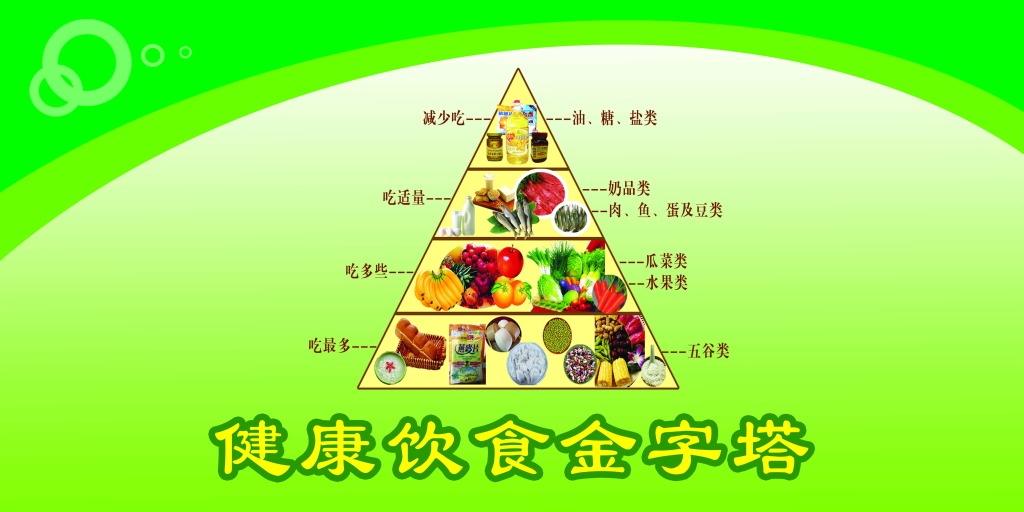 减少吃---
---油、糖、盐类
吃适量---
---奶品类
---肉、鱼、蛋及豆类
吃多些---
---瓜菜类
---水果类
吃最多---
---五谷类
健康饮食金字塔